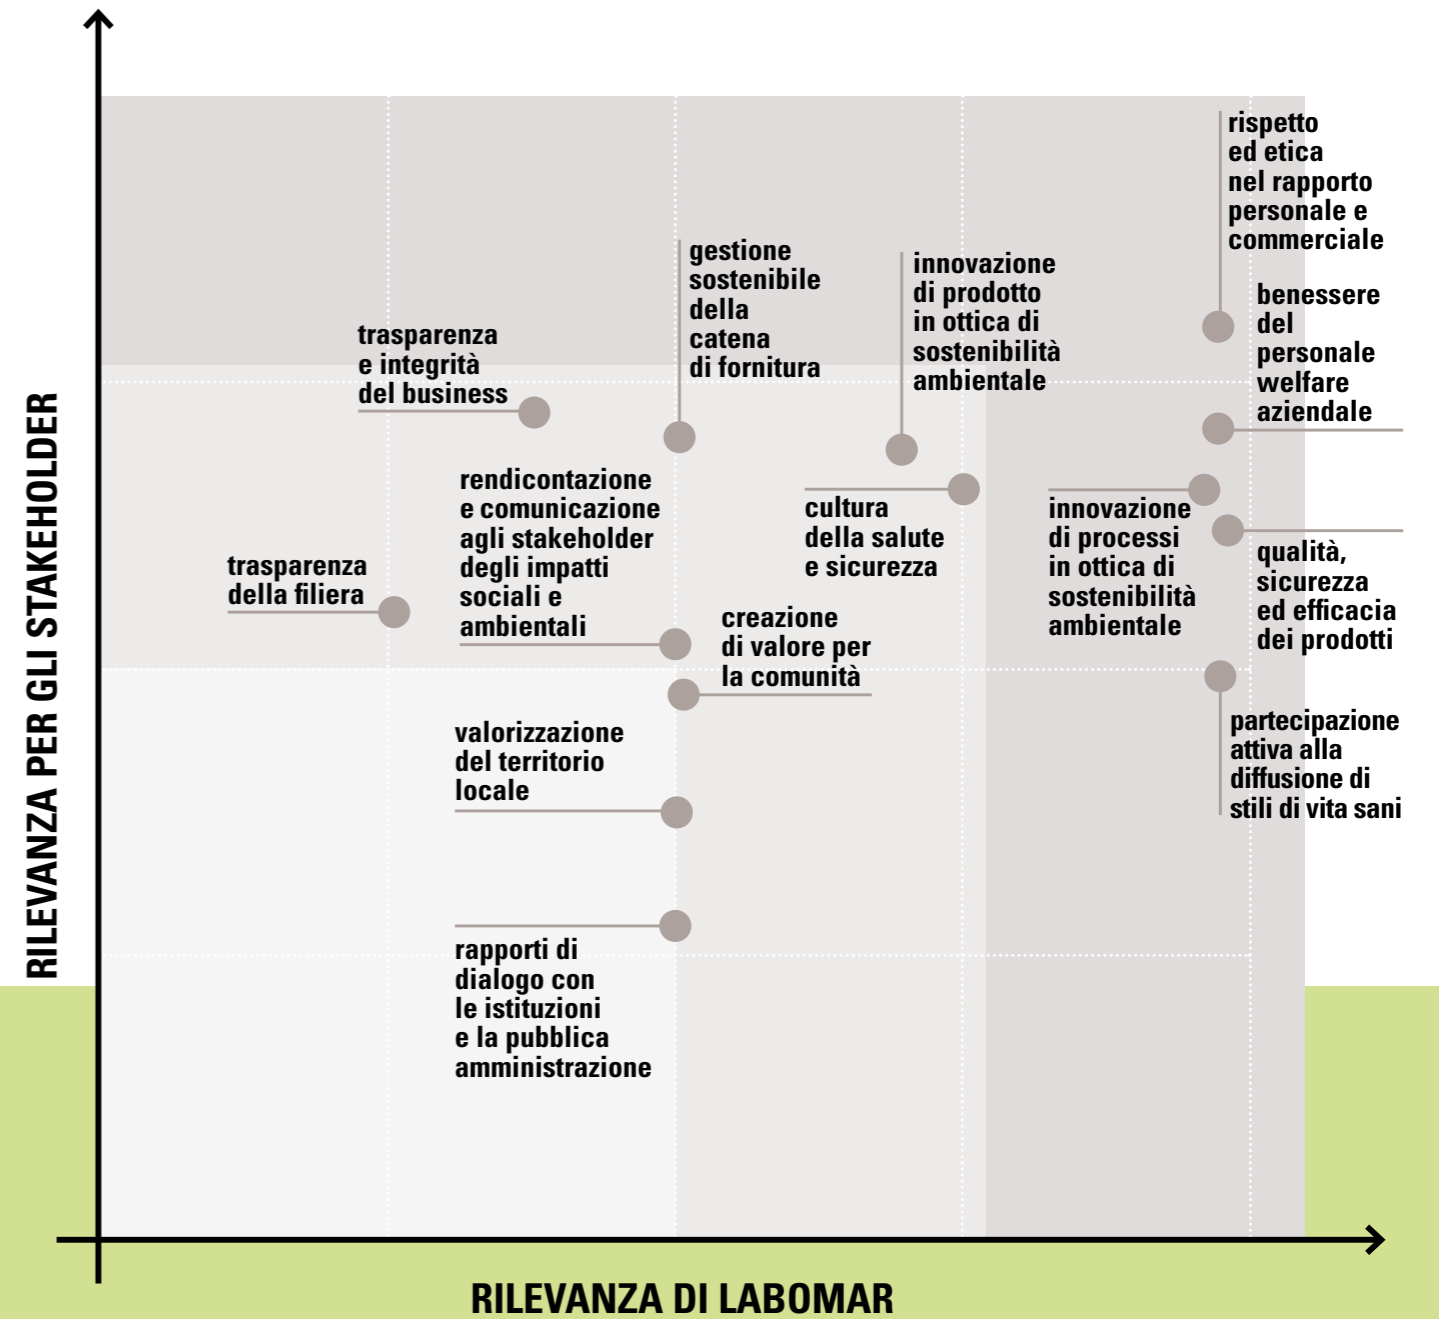 RILEVANZA PER GLI STAKEHOLDER
rispetto
ed etica
nel rapporto
personale e
commerciale
gestione
sostenibile
della
catena
di fornitura
innovazione
di prodotto
in ottica di
sostenibilità
ambientale
benessere
del
personale
welfare
aziendale
trasparenza
e integrità
del business
rendicontazione
e comunicazione
agli stakeholder
degli impatti
sociali e
ambientali
cultura
della salute
e sicurezza
innovazione
di processi
in ottica di
sostenibilità
ambientale
qualità,
sicurezza
ed efficacia
dei prodotti
trasparenza
della filiera
creazione
di valore per
la comunità
partecipazione
attiva alla
diffusione di
stili di vita sani
valorizzazione
del territorio
locale
rapporti di
dialogo con
le istituzioni
e la pubblica
amministrazione
RILEVANZA DI LABOMAR